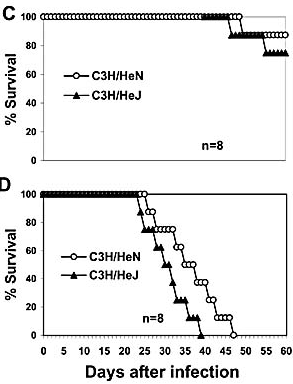 C
100
80
60
40
20
0
% Survival
C3H/HeN
C3H/HeJ
n=8
D
100
80
60
40
20
0
% Survival
C3H/HeN
C3H/HeJ
n=8
0 5 10 15 20 25 30 35 40 45 50 55 60
Days after infection